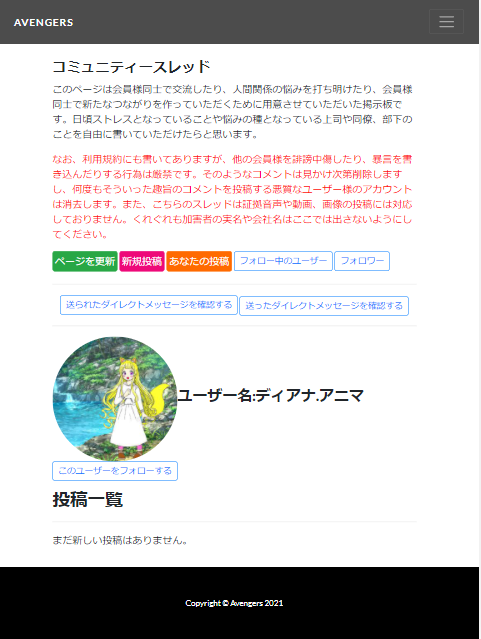 AVENGERS
コミュニティースレッド
このページは会員様同士で交流したり、人間関係の悩みを打ち明けたり、会員
様同士で新たなつながりを作っていただくために用意させていただいた掲示板で
す。日頃ストレスとなっていることや悩みの種となっている上司や同僚、部下の
ことを自由に書いていただけたらと思います。
なお、利用規約にも書いてありますが、他の会員様を誹謗中傷したり、暴言を書
き込んだりする行為は厳禁です。そのようなコメントは見かけ次第削除します
し、何度もそういった趣旨のコメントを投稿する悪質なユーザー様のアカウント
は消去します。また、こちらのスレッドは証拠音声や動画、画像の投稿には対応
しておりません。くれぐれも加害者の実名や会社名はここでは出さないようにし
てください。
ページを更新 新規投稿 あなたの投稿 フォロー中のユーザー フォロワー
送られたダイレクトメッセージを確認する 送ったダイレクトメッセージを確認する
ユーザー名:ディアナ.アニマ
このユーザーをフォローする
投稿一覧
まだ新しい投稿はありません。
Copyright © Avengers 2021